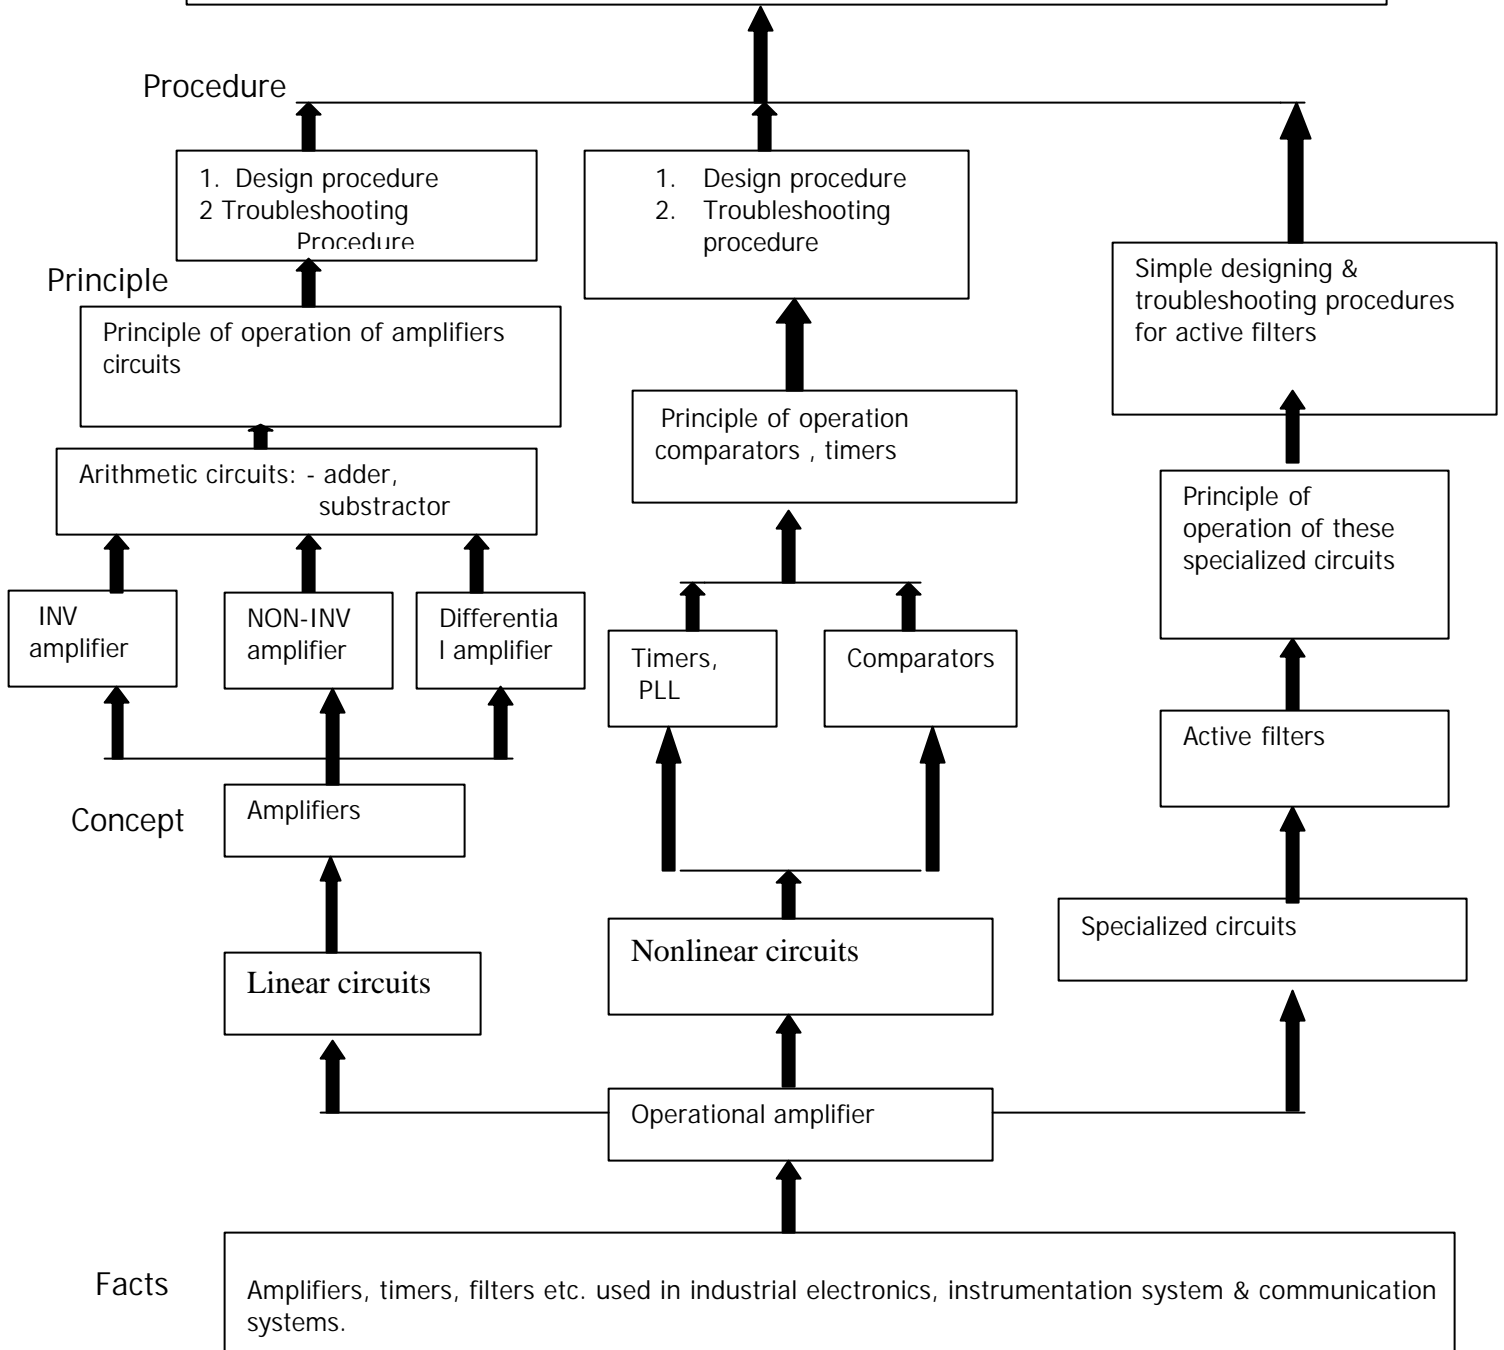 Procedure
1. Design procedure
2 Troubleshooting
Procedure
1. Design procedure
2. Troubleshooting
procedure
Simple designing &
troubleshooting procedures
for active filters
Principle
Principle of operation of amplifiers
circuits
Principle of operation
comparators , timers
Arithmetic circuits: - adder,
substractor
Principle of
operation of these
specialized circuits
INV
amplifier
NON-INV
amplifier
Differentia
l amplifier
Timers,
PLL
Comparators
Active filters
Concept
Amplifiers
Specialized circuits
Nonlinear circuits
Linear circuits
Operational amplifier
Facts
Amplifiers, timers, filters etc. used in industrial electronics, instrumentation system & communication
systems.